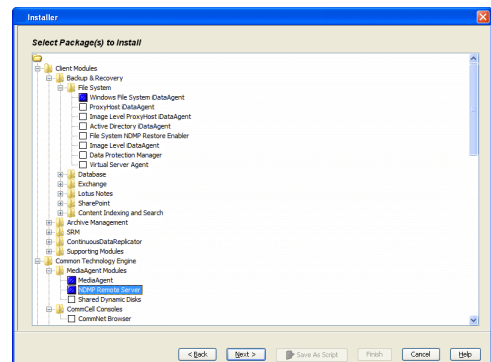 Installer
Select Package(s) to Install
Client Modules
Backup & Recovery
File System
Windows File System iDataAgent
ProxyHost iDataAgent
Image Level ProxyHost iDataAgent
Active Directory iDataAgent
File System NDMP Restore Enabler
Image Level iDataAgent
Data Protection Manager
Virtual Server Agent
Database
Exchange
Lotus Notes
SharePoint
Content Indexing and Search
Archive Management
SRM
ContinuousDataReplicator
Supporting Modules
Common Technology Engine
MediaAgent Modules
MediaAgent
NDMP Remote Server
Shared Dynamic Disks
CommCell Consoles
CommNet Browser
< Back Next > Save As Script Finish Cancel Help